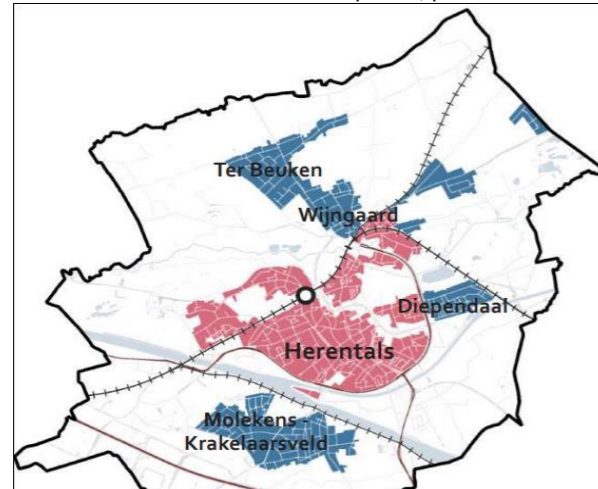 Ter Beuken
Wijngaard
Diependaal
Herentals
Molekens -
Krakelaarsveld